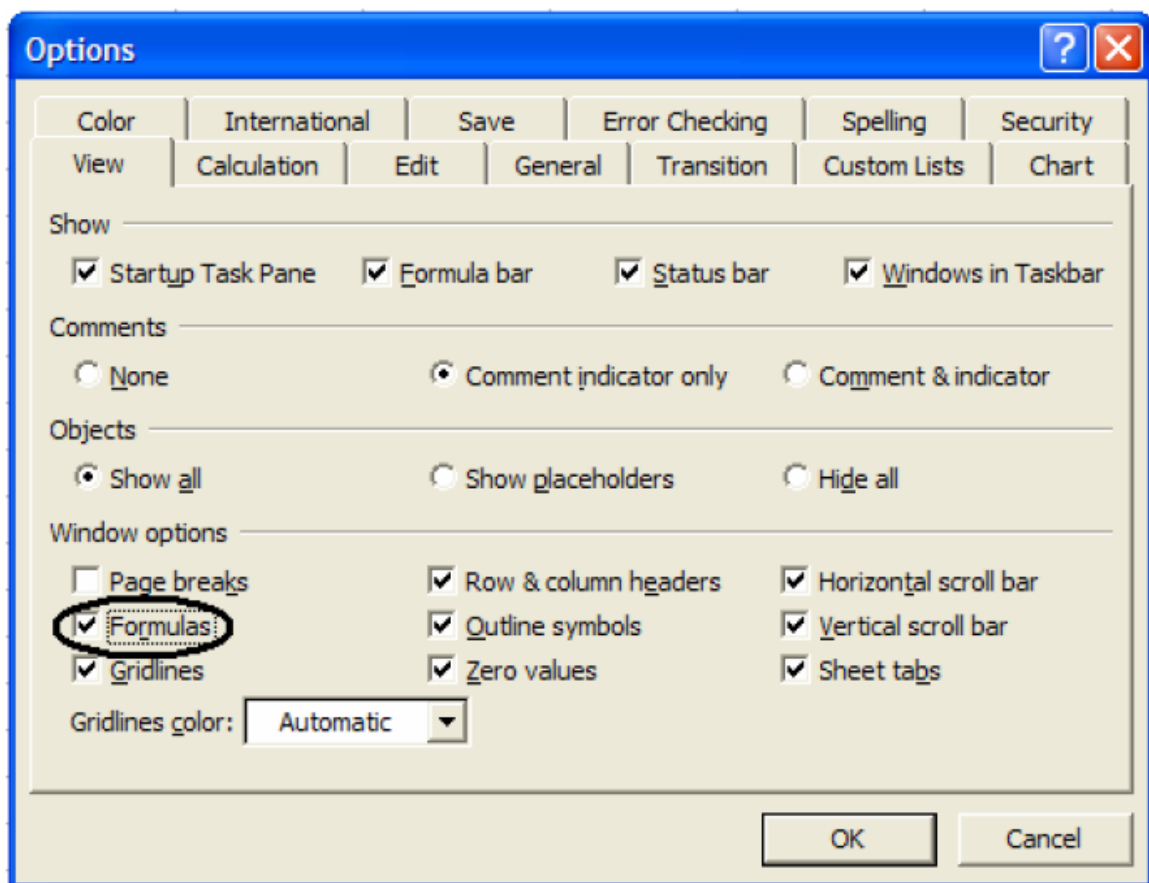 Options
Color International Save Error Checking Spelling Security
View Calculation Edit General Transition Custom Lists Chart
Show
Startup Task Pane Formula bar Status bar Windows in Taskbar
Comments
None Comment indicator only Comment & indicator
Objects
Show all Show placeholders Hide all
Window options
Page breaks Row & column headers Horizontal scroll bar
Formulas Outline symbols Vertical scroll bar
Gridlines Zero values Sheet tabs
Gridlines color: Automatic
OK Cancel